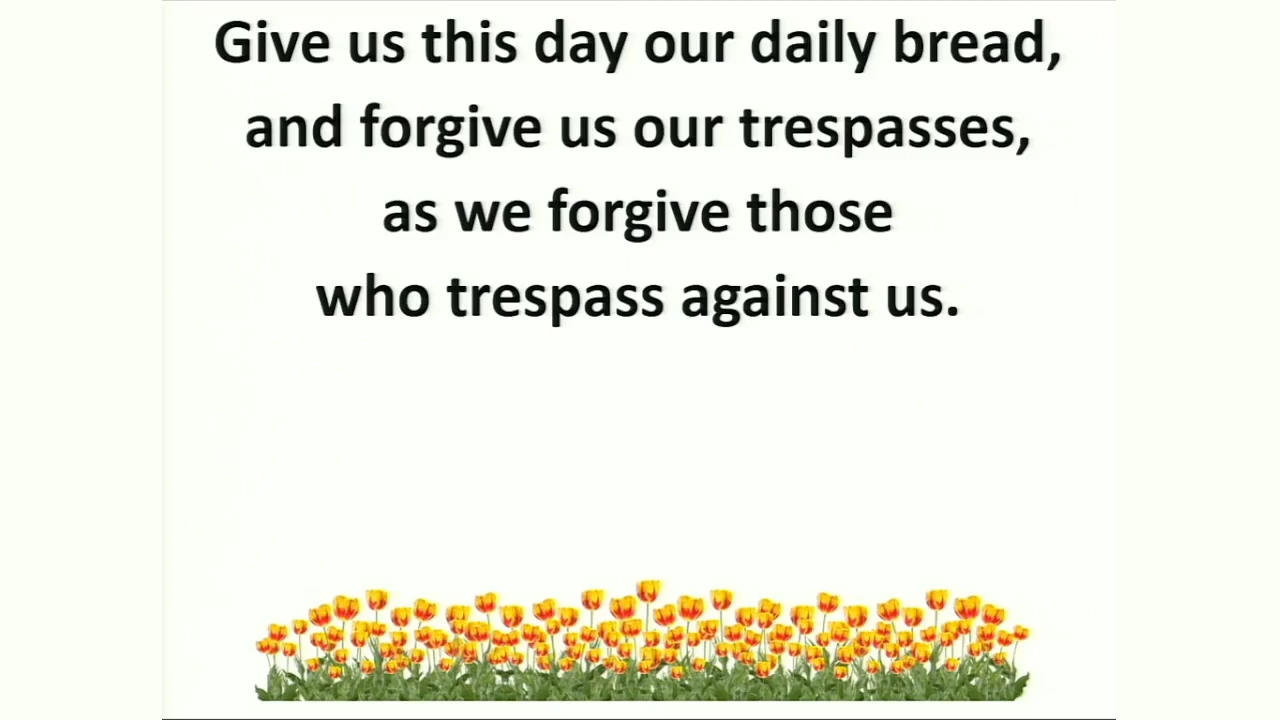 Give us this day our daily bread,
and forgive us our trespasses,
as we forgive those
who trespass against us.